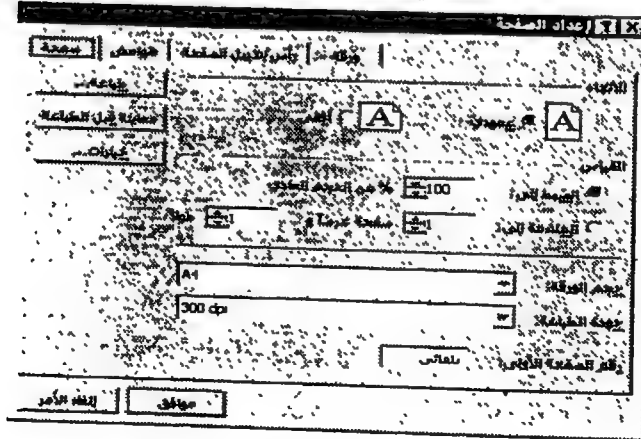 إعداد الصفحة
صفحة هوامش رأس/تذييل الصفحة ورقة
الاتجاه
طباعة...
A عمودي A أفقي
معاينة قبل الطباعة
خيارات...
القياس
الضبط إلى: 100 % من الحجم العادي
الملاءمة إلى: 1 صفحة عرضاً و 1 طولاً
حجم الورقة: A4
جودة الطباعة: 300 dpi
رقم الصفحة الأولى: تلقائي
موافق إلغاء الأمر